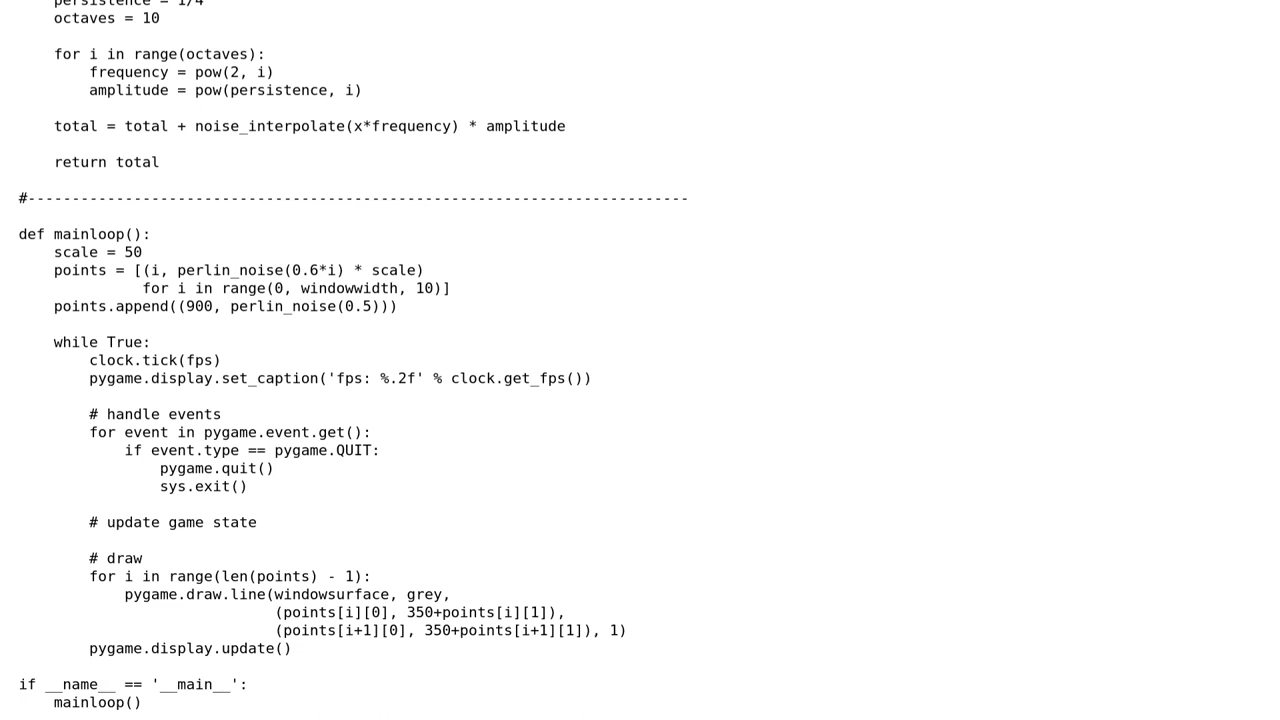 persistence = 1/4
    octaves = 10

    for i in range(octaves):
        frequency = pow(2, i)
        amplitude = pow(persistence, i)

    total = total + noise_interpolate(x*frequency) * amplitude

    return total

#---------------------------------------------------------------------------

def mainloop():
    scale = 50
    points = [(i, perlin_noise(0.6*i) * scale)
              for i in range(0, windowwidth, 10)]
    points.append((900, perlin_noise(0.5)))

    while True:
        clock.tick(fps)
        pygame.display.set_caption('fps: %.2f' % clock.get_fps())

        # handle events
        for event in pygame.event.get():
            if event.type == pygame.QUIT:
                pygame.quit()
                sys.exit()

        # update game state

        # draw
        for i in range(len(points) - 1):
            pygame.draw.line(windowsurface, grey,
                             (points[i][0], 350+points[i][1]),
                             (points[i+1][0], 350+points[i+1][1]), 1)
        pygame.display.update()

if __name__ == '__main__':
    mainloop()